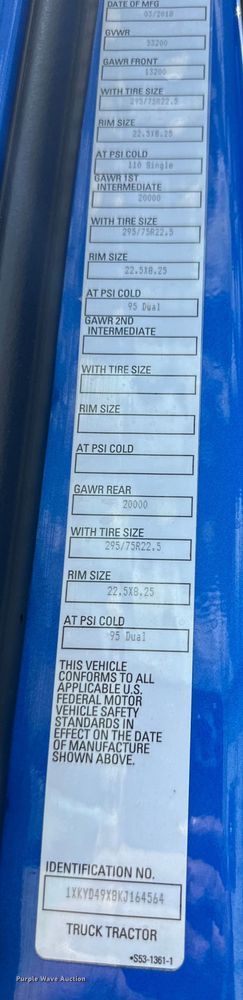 DATE OF MFG
03/2018
GVWR
53200
GAWR FRONT
13200
WITH TIRE SIZE
295/75R22.5
RIM SIZE
22.5X8.25
AT PSI COLD
110 Single
GAWR 1ST
INTERMEDIATE
20000
WITH TIRE SIZE
295/75R22.5
RIM SIZE
22.5X8.25
AT PSI COLD
95 Dual
GAWR 2ND
INTERMEDIATE
WITH TIRE SIZE
RIM SIZE
AT PSI COLD
GAWR REAR
20000
WITH TIRE SIZE
295/75R22.5
RIM SIZE
22.5X8.25
AT PSI COLD
95 Dual
THIS VEHICLE
CONFORMS TO ALL
APPLICABLE U.S.
FEDERAL MOTOR
VEHICLE SAFETY
STANDARDS IN
EFFECT ON THE DATE
OF MANUFACTURE
SHOWN ABOVE.
IDENTIFICATION NO.
1XKYD49X8KJ164564
TRUCK TRACTOR
*S53-1361-1
Purple Wave Auction